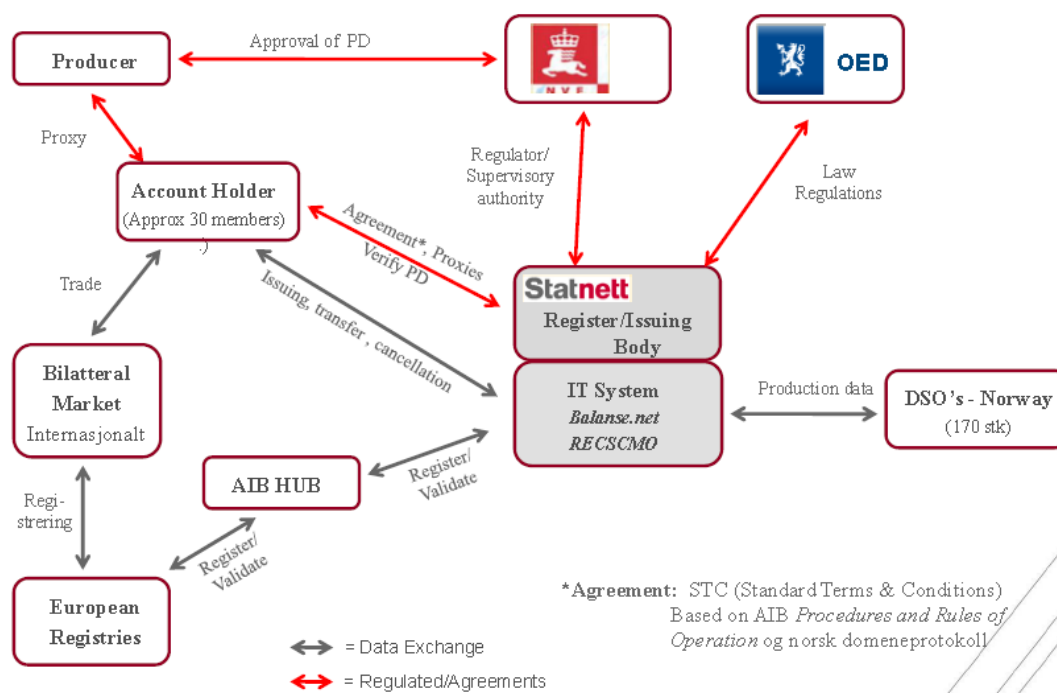 Approval of PD
Producer
NVE
OED
Proxy
Regulator/
Supervisory
authority
Law
Regulations
Account Holder
(Approx 30 members)
.)
Agreement*, Proxies
Verify PD
Trade
Issuing, transfer , cancellation
Statnett
Register/Issuing
Body
Bilatteral
Market
Internasjonalt
IT System
Balanse.net
RECSCMO
Production data
DSO's - Norway
(170 stk)
AIB HUB
Register/
Validate
Regi-
strering
Register/
Validate
European
Registries
*Agreement: STC (Standard Terms & Conditions)
Based on AIB Procedures and Rules of
Operation og norsk domeneprotokoll
= Data Exchange
= Regulated/Agreements